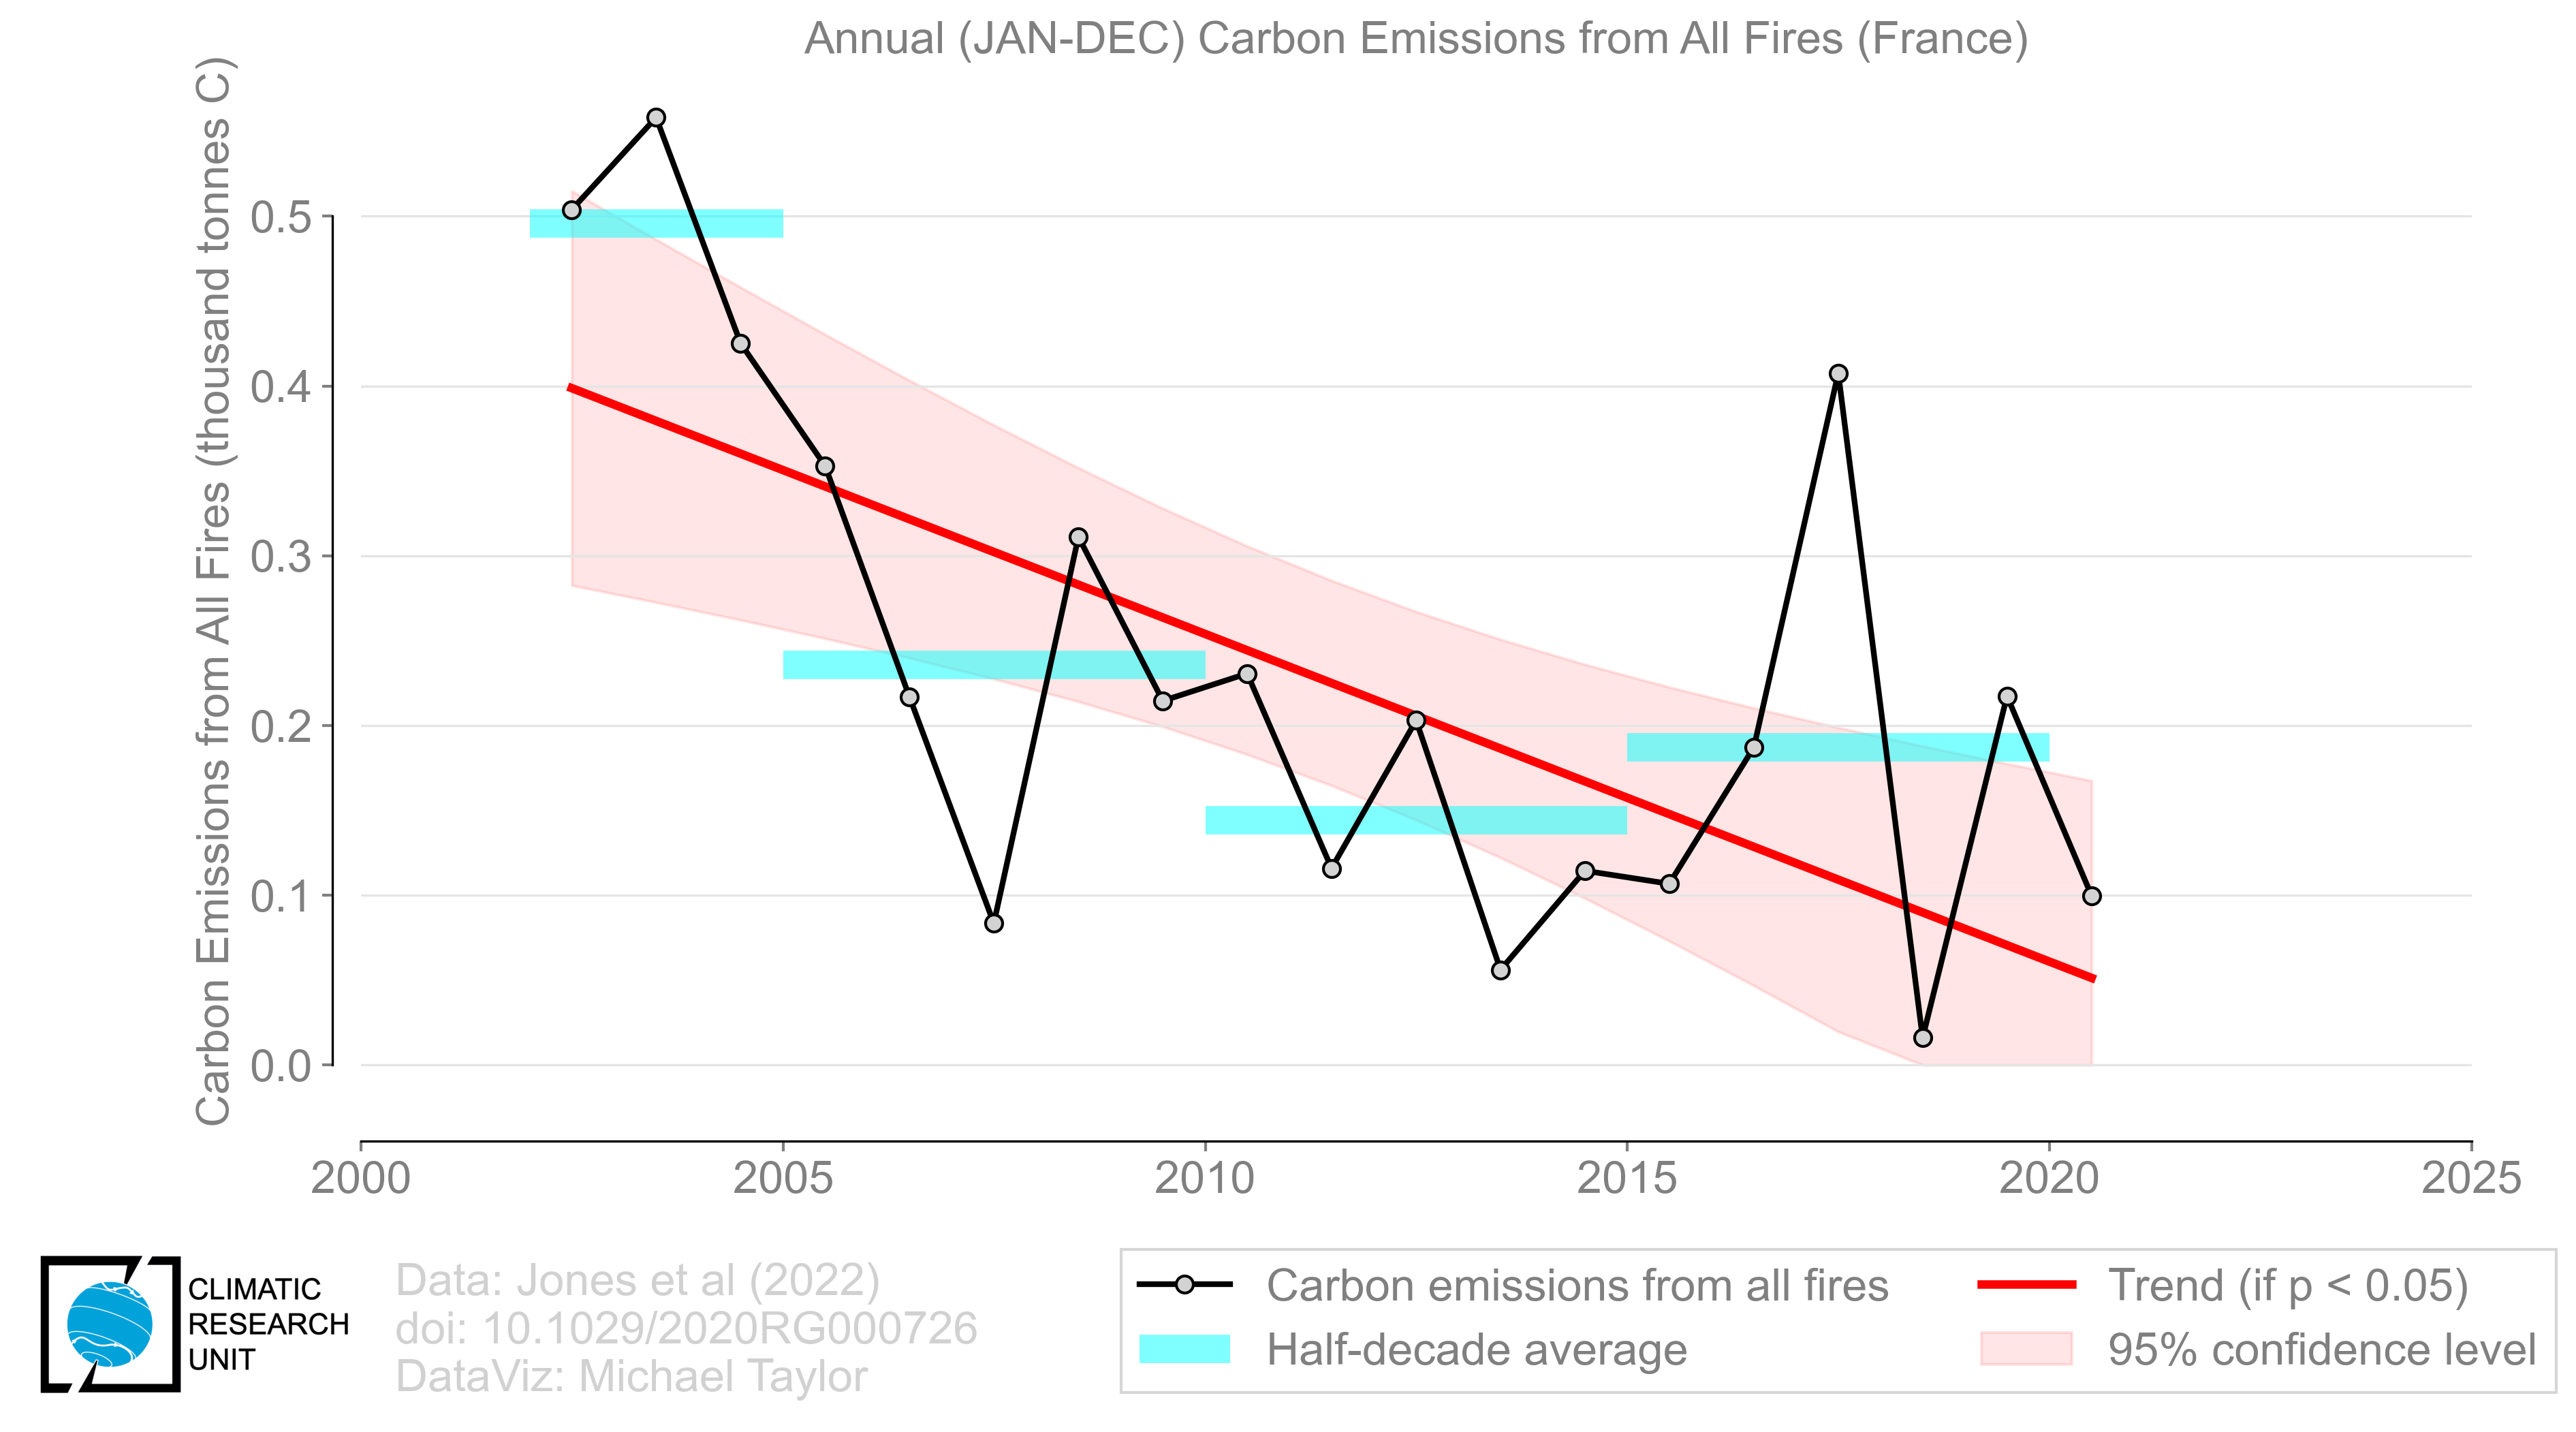 Annual (JAN-DEC) Carbon Emissions from All Fires (France)
Carbon Emissions from All Fires (thousand tonnes C)
0.5
0.4
0.3
0.2
0.1
0.0
2000 2005 2010 2015 2020 2025
CLIMATIC
RESEARCH
UNIT
Data: Jones et al (2022)
doi: 10.1029/2020RG000726
DataViz: Michael Taylor
Carbon emissions from all fires
Half-decade average
Trend (if p < 0.05)
95% confidence level